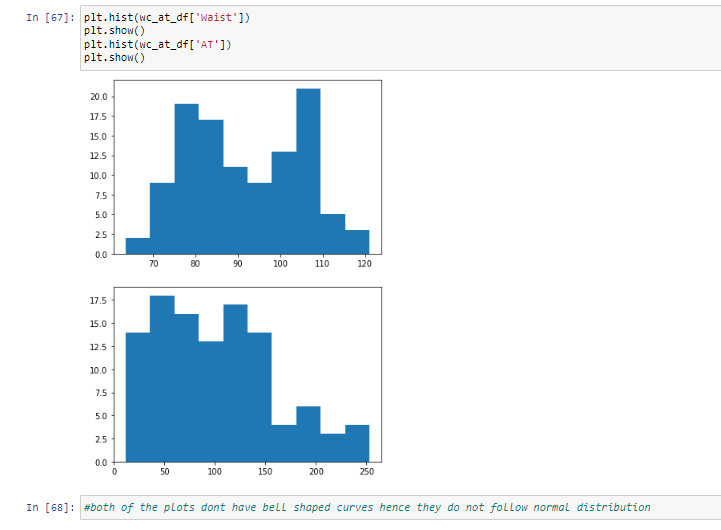 In [67]: plt.hist(wc_at_df['Waist'])
plt.show()
plt.hist(wc_at_df['AT'])
plt.show()
20.0
17.5
15.0
12.5
10.0
7.5
5.0
2.5
0.0
70 80 90 100 110 120
17.5
15.0
12.5
10.0
7.5
5.0
2.5
0.0
0 50 100 150 200 250
In [68]: #both of the plots dont have bell shaped curves hence they do not follow normal distribution